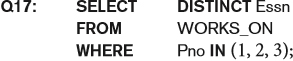 Q17: SELECT DISTINCT Essn
FROM WORKS_ON
WHERE Pno IN (1, 2, 3);